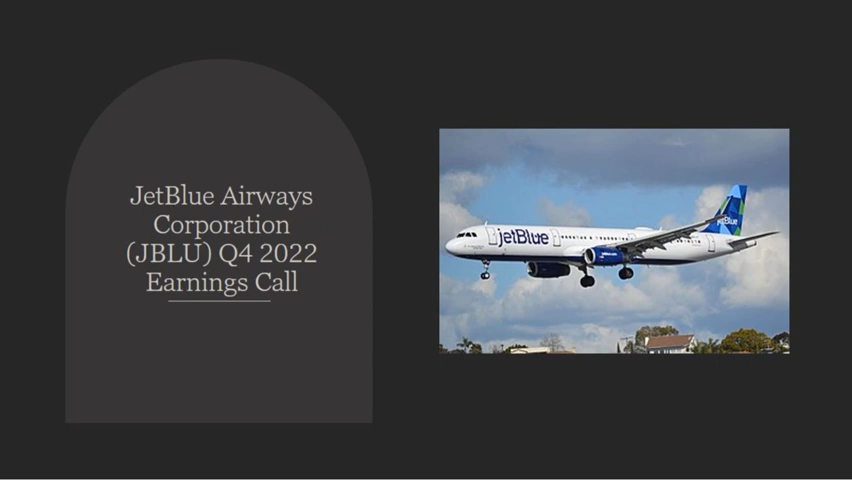 JetBlue Airways
Corporation
(JBLU) Q4 2022
Earnings Call
jetBlue
jetBlue